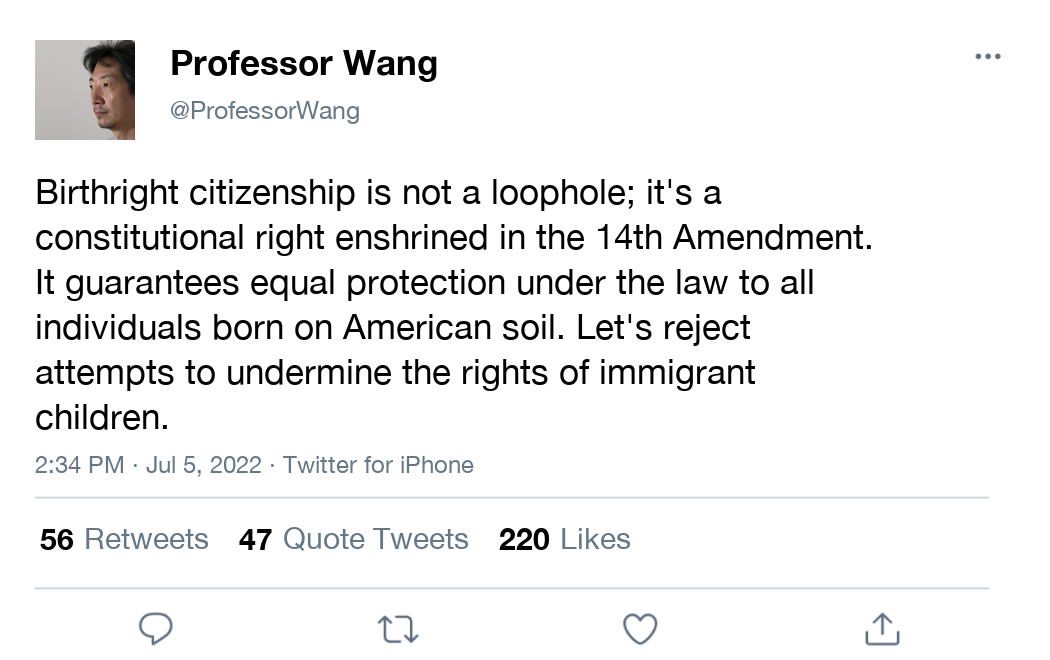 Professor Wang
@ProfessorWang
Birthright citizenship is not a loophole; it's a
constitutional right enshrined in the 14th Amendment.
It guarantees equal protection under the law to all
individuals born on American soil. Let's reject
attempts to undermine the rights of immigrant
children.
2:34 PM · Jul 5, 2022 · Twitter for iPhone
56 Retweets 47 Quote Tweets 220 Likes